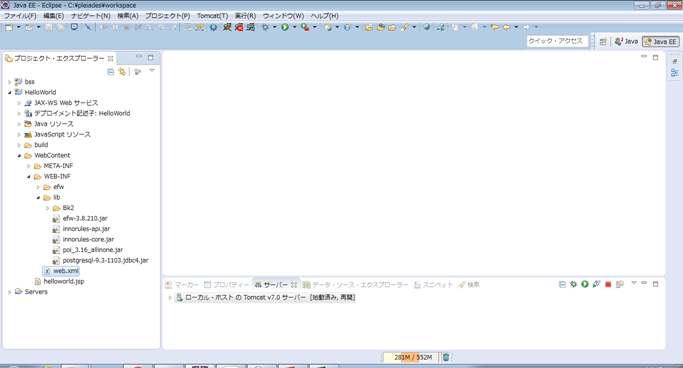 Java EE - Eclipse - C:¥pleiades¥workspace
ファイル(F) 編集(E) ナビゲート(N) 検索(A) プロジェクト(P) Tomcat(T) 実行(R) ウィンドウ(W) ヘルプ(H)
クイック・アクセス Java Java EE
プロジェクト・エクスプローラー
bss
HelloWorld
JAX-WS Web サービス
デプロイメント記述子: HelloWorld
Java リソース
JavaScript リソース
build
WebContent
META-INF
WEB-INF
efw
lib
Bk2
efw-3.8.210.jar
innorules-api.jar
innorules-core.jar
poi_3.16_allinone.jar
postgresql-9.3-1103.jdbc4.jar
web.xml
helloworld.jsp
Servers
マーカー プロパティー サーバー データ・ソース・エクスプローラー スニペット 検索
ローカル・ホスト の Tomcat v7.0 サーバー [始動済み, 再開]
281M / 552M